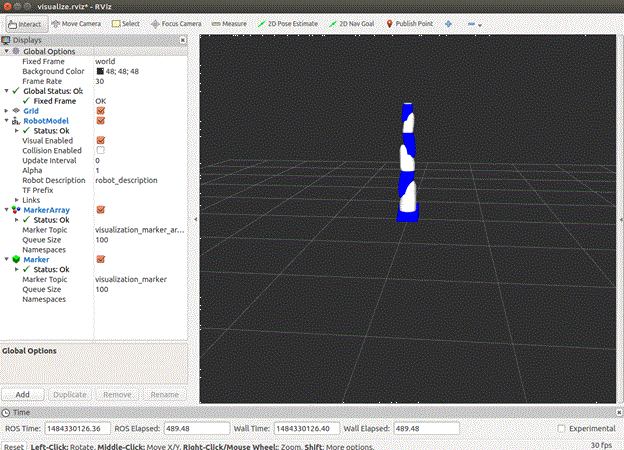 visualize.rviz* - RViz
Interact Move Camera Select Focus Camera Measure 2D Pose Estimate 2D Nav Goal Publish Point
Displays
Global Options
Fixed Frame world
Background Color 48; 48; 48
Frame Rate 30
Global Status: Ok
Fixed Frame OK
Grid
RobotModel
Status: Ok
Visual Enabled
Collision Enabled
Update Interval 0
Alpha 1
Robot Description robot_description
TF Prefix
Links
MarkerArray
Status: Ok
Marker Topic visualization_marker_ar...
Queue Size 100
Namespaces
Marker
Status: Ok
Marker Topic visualization_marker
Queue Size 100
Namespaces
Global Options
Add Duplicate Remove Rename
Time
ROS Time: 1484330126.36 ROS Elapsed: 489.48 Wall Time: 1484330126.40 Wall Elapsed: 489.48 Experimental
Reset Left-Click: Rotate. Middle-Click: Move X/Y. Right-Click/Mouse Wheel:: Zoom. Shift: More options. 30 fps